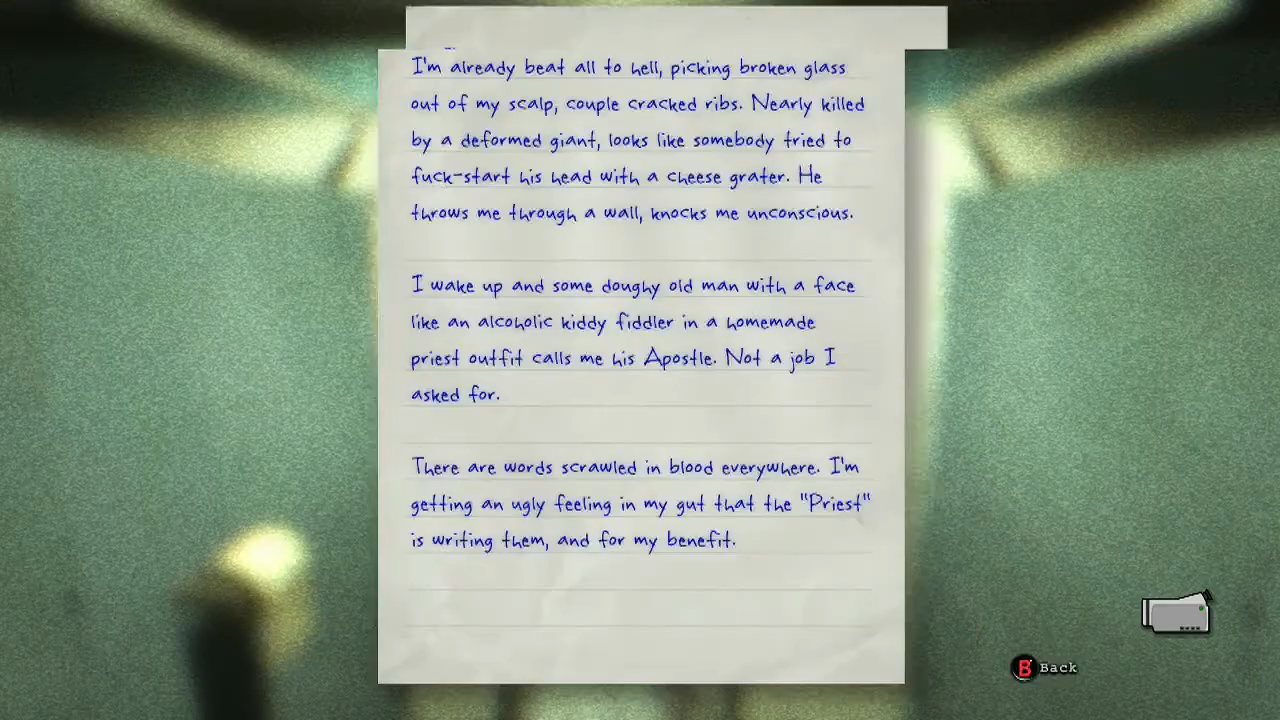 I'm already beat all to hell, picking broken glass
out of my scalp, couple cracked ribs. Nearly killed
by a deformed giant, looks like somebody tried to
fuck-start his head with a cheese grater. He
throws me through a wall, knocks me unconscious.
I wake up and some doughy old man with a face
like an alcoholic kiddy fiddler in a homemade
priest outfit calls me his Apostle. Not a job I
asked for.
There are words scrawled in blood everywhere. I'm
getting an ugly feeling in my gut that the "Priest"
is writing them, and for my benefit.
B Back